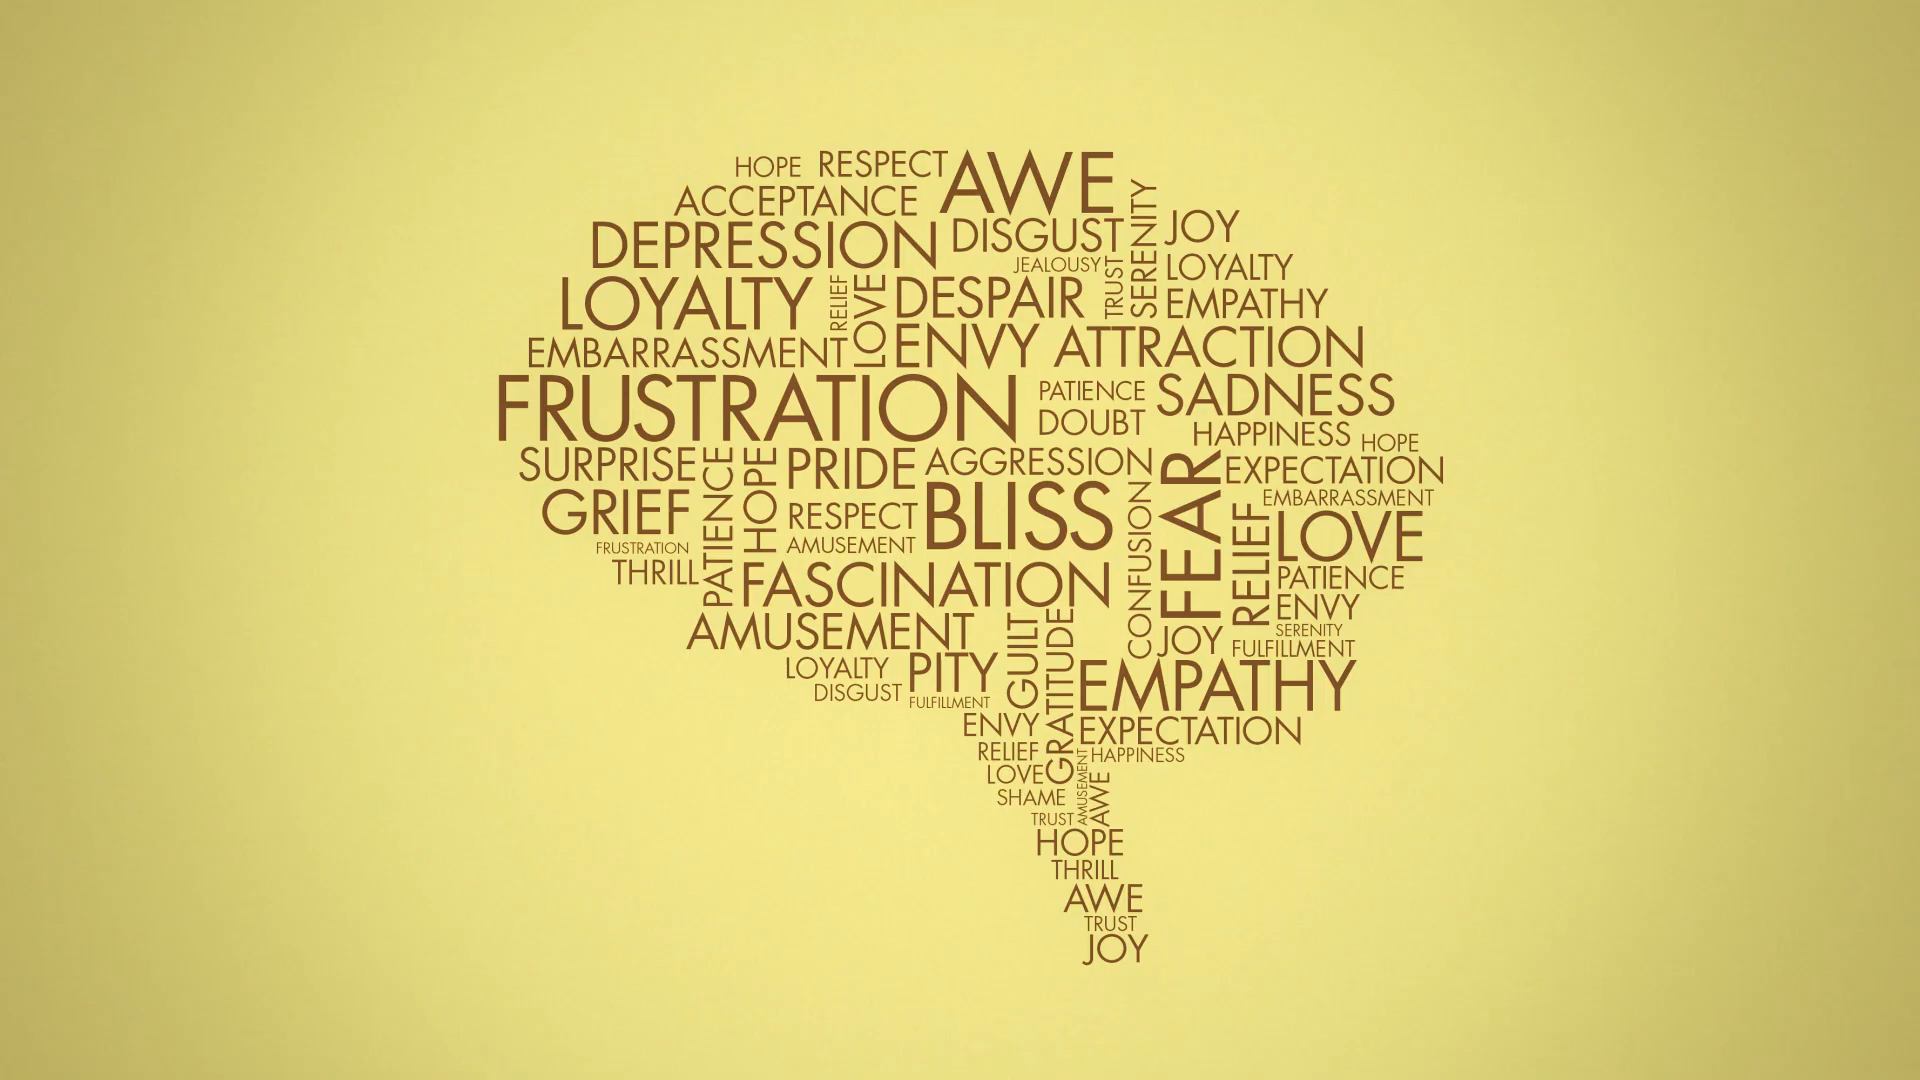 HOPE RESPECT AWE
ACCEPTANCE
SERENITY
JOY
DEPRESSION DISGUST
JEALOUSY
TRUST
LOYALTY
LOYALTY
RELIEF
LOVE
DESPAIR
EMPATHY
EMBARRASSMENT
ENVY ATTRACTION
FRUSTRATION
PATIENCE
SADNESS
DOUBT
HAPPINESS HOPE
SURPRISE
PATIENCE
HOPE
PRIDE
AGGRESSION
FEAR
EXPECTATION
GRIEF
RESPECT
BLISS
CONFUSION
EMBARRASSMENT
RELIEF
LOVE
FRUSTRATION
AMUSEMENT
THRILL
FASCINATION
PATIENCE
ENVY
AMUSEMENT
GUILT
GRATITUDE
JOY
SERENITY
FULFILLMENT
LOYALTY
PITY
EMPATHY
DISGUST
FULFILLMENT
ENVY
EXPECTATION
RELIEF
AMUSEMENT
HAPPINESS
LOVE
AWE
SHAME
TRUST
HOPE
THRILL
AWE
TRUST
JOY